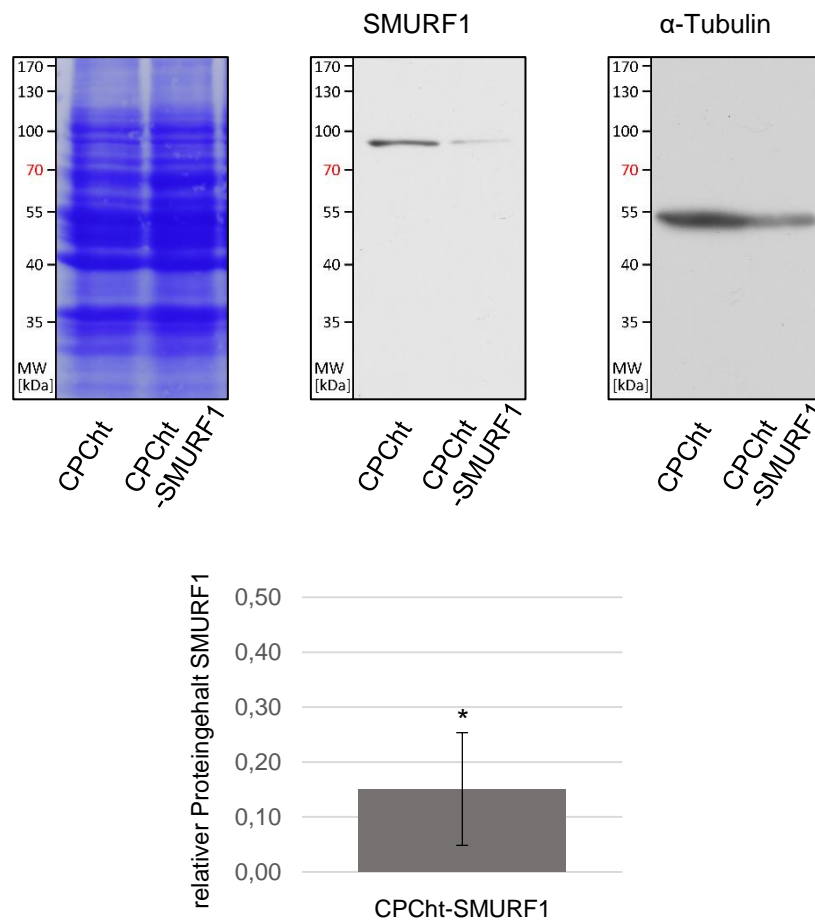 SMURF1
α-Tubulin
170
130
100
70
55
40
35
MW
[kDa]
CPCht
CPCht
-SMURF1
170
130
100
70
55
40
35
MW
[kDa]
CPCht
CPCht
-SMURF1
170
130
100
70
55
40
35
MW
[kDa]
CPCht
CPCht
-SMURF1
relativer Proteingehalt SMURF1
0,50
0,40
0,30
0,20
0,10
0,00
*
CPCht-SMURF1